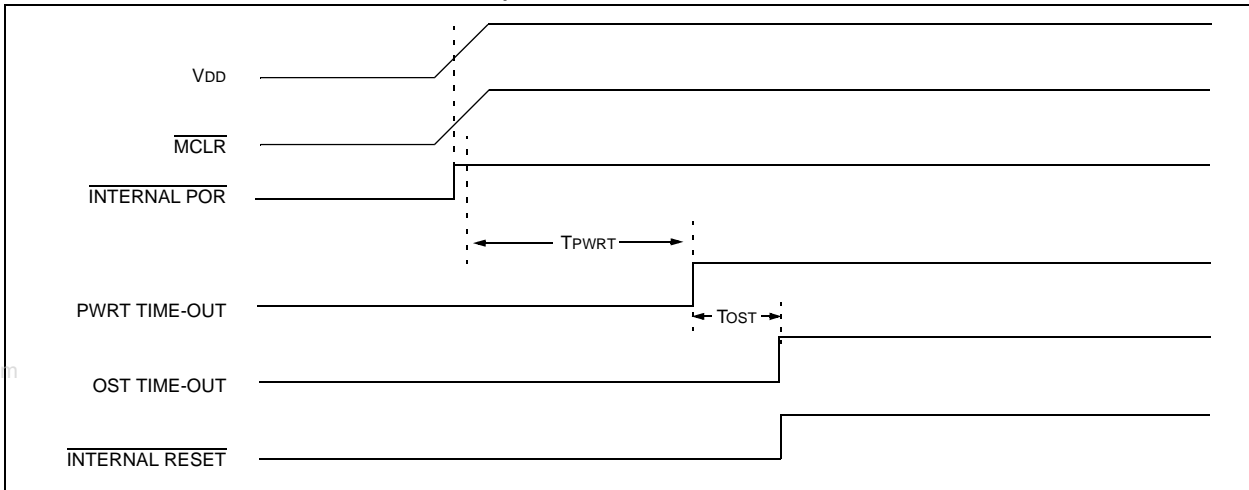 VDD
MCLR
INTERNAL POR
TPWRT
PWRT TIME-OUT
TOST
OST TIME-OUT
m
INTERNAL RESET